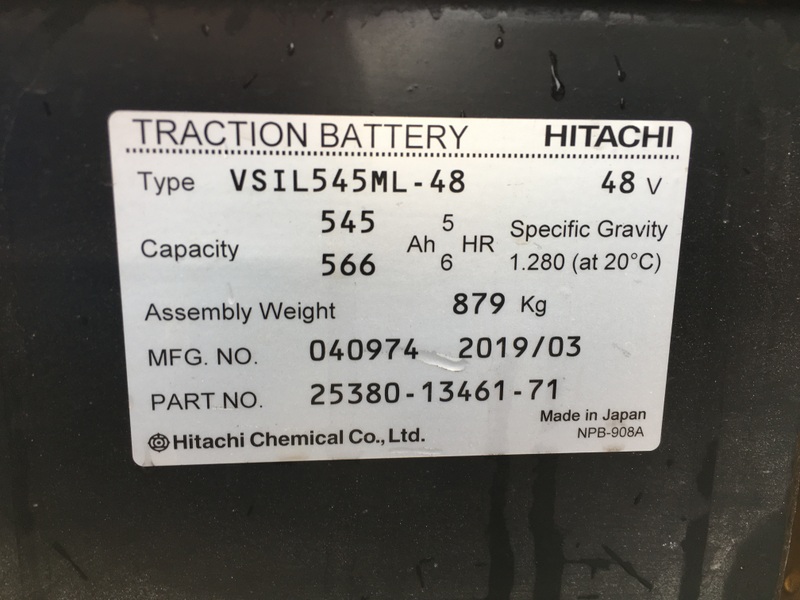 TRACTION BATTERY HITACHI
Type VSIL545ML-48 48 V
Capacity 545 Ah 5 HR Specific Gravity
566 6 1.280 (at 20°C)
Assembly Weight 879 Kg
MFG. NO. 040974 2019/03
PART NO. 25380-13461-71
Made in Japan
Hitachi Chemical Co., Ltd. NPB-908A